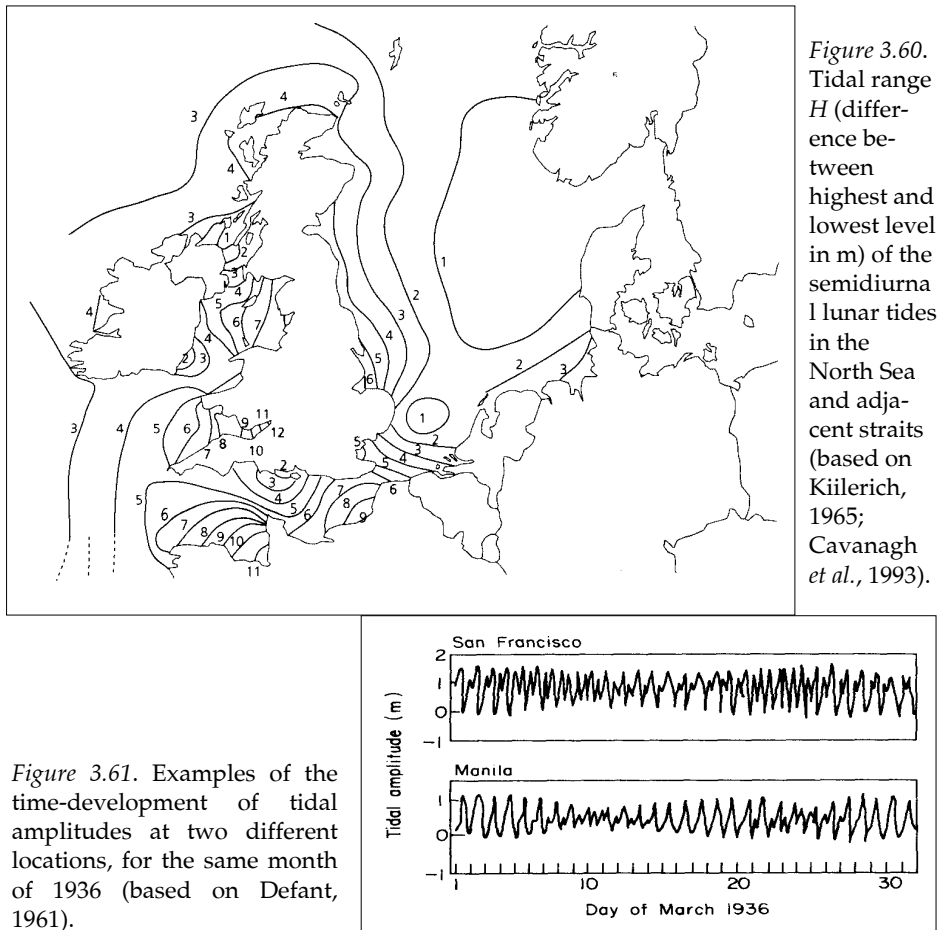 4
3
4
3
1
2
1
3
4
2
5
4
3
6
7
4
4
5
2
3
2
3
6
1
3
4
5
6
11
9
12
2
8
7
10
5
3
4
5
2
3
4
5
5
6
7
6
8
6
7
9
8
9
10
11
Figure 3.60.
Tidal range
H (differ-
ence be-
tween
highest and
lowest level
in m) of the
semidiurna
l lunar tides
in the
North Sea
and adja-
cent straits
(based on
Kiilerich,
1965;
Cavanagh
et al., 1993).
Figure 3.61. Examples of the
time-development of tidal
amplitudes at two different
locations, for the same month
of 1936 (based on Defant,
1961).
San Francisco
2
1
0
-1
Tidal amplitude (m)
Manila
1
0
-1
1 10 20 30
Day of March 1936